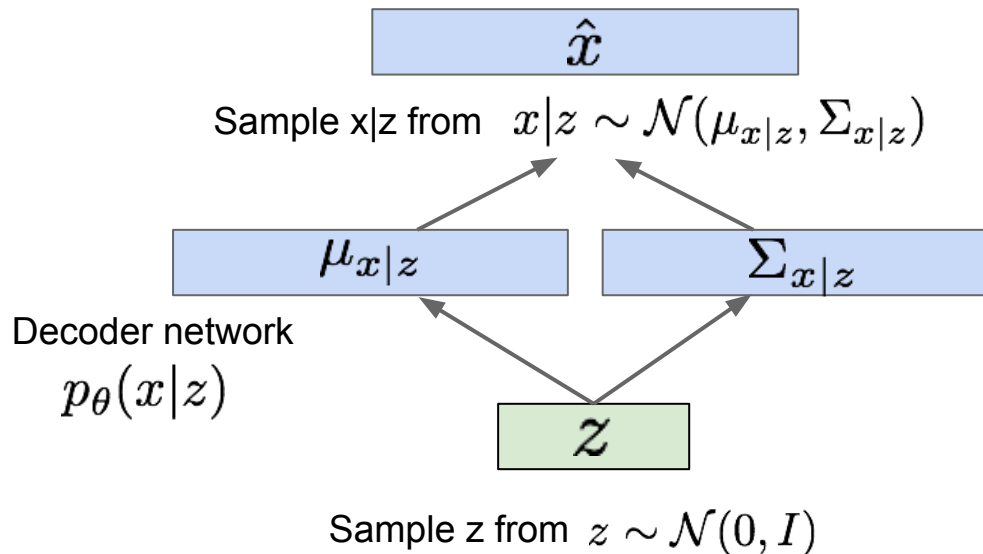 x̂
Sample x|z from x|z ∼ 𝒩(μ_{x|z}, Σ_{x|z})
μ_{x|z} Σ_{x|z}
Decoder network
p_θ(x|z)
z
Sample z from z ∼ 𝒩(0, I)